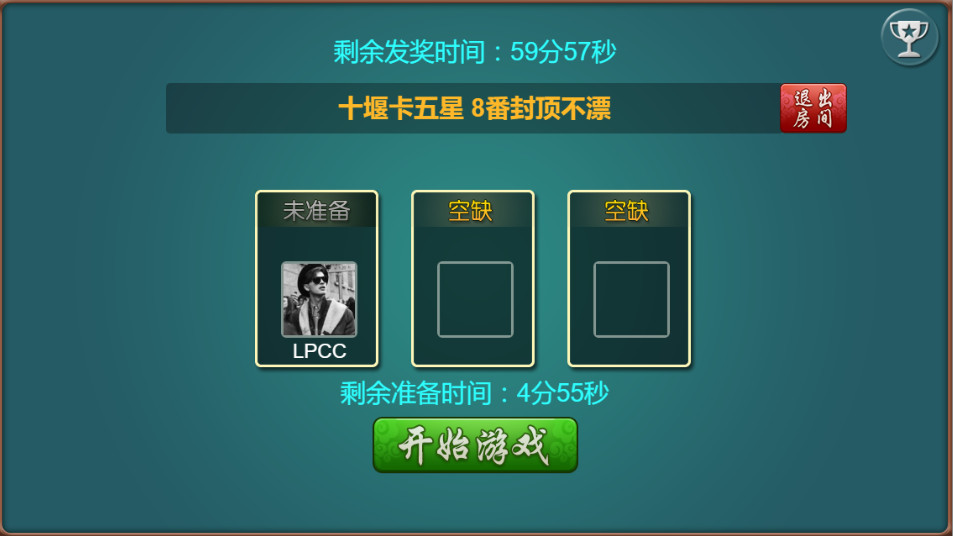 剩余发奖时间：59分57秒
十堰卡五星 8番封顶不漂
退出
房间
未准备
空缺
空缺
LPCC
剩余准备时间：4分55秒
开始游戏